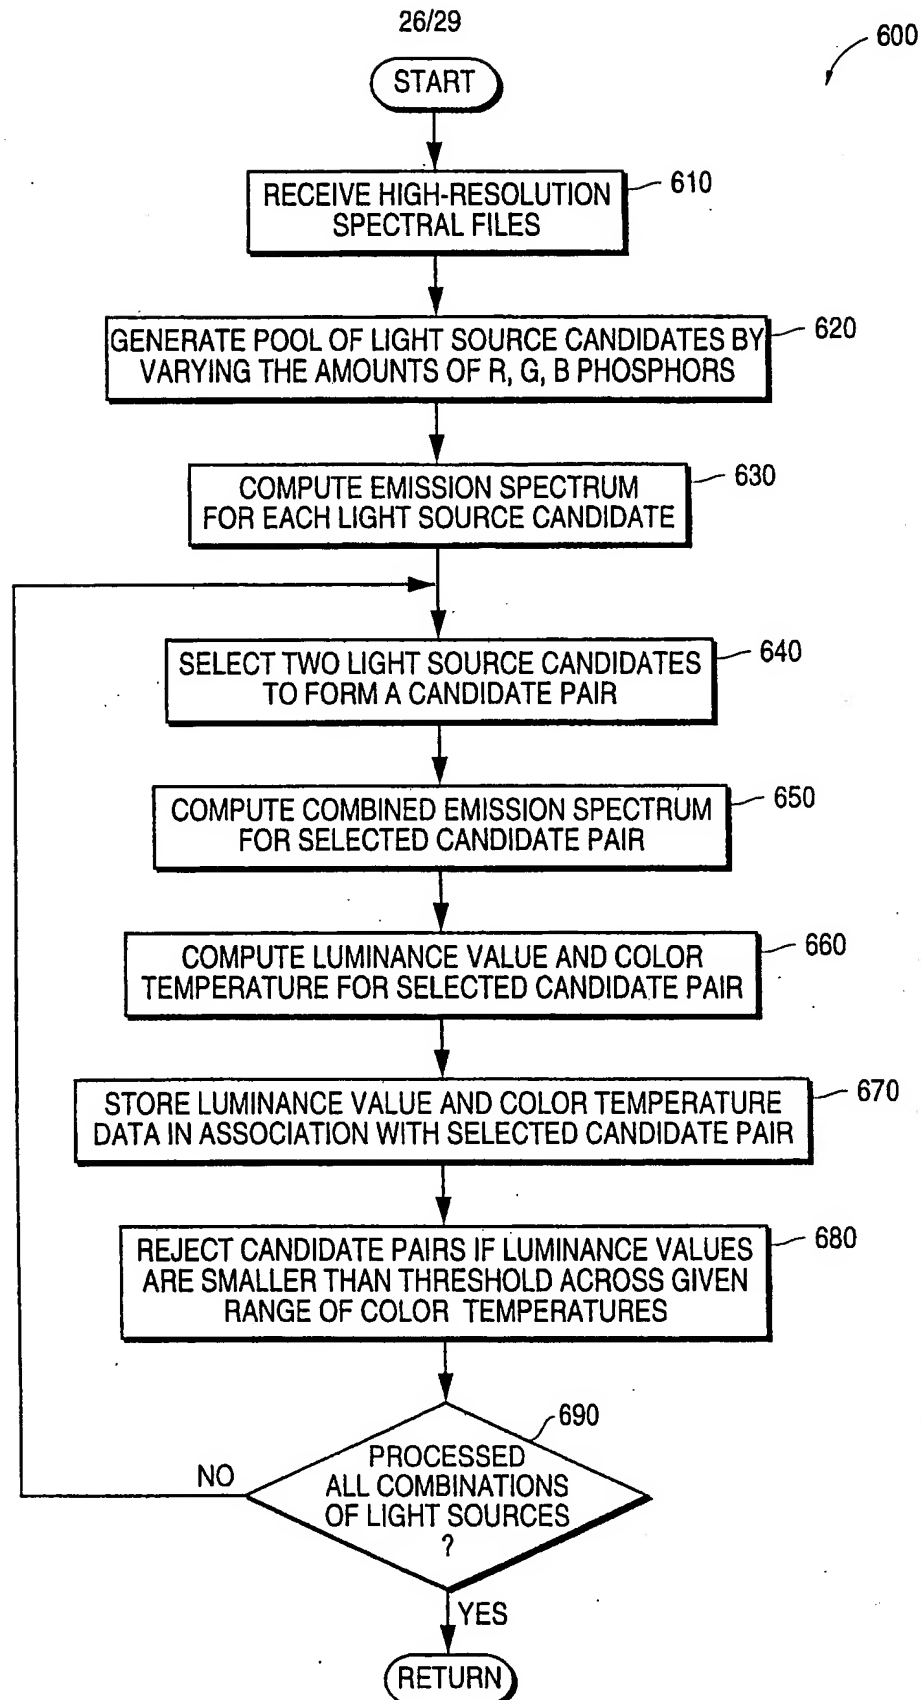 26/29
600
START
RECEIVE HIGH-RESOLUTION
SPECTRAL FILES
610
GENERATE POOL OF LIGHT SOURCE CANDIDATES BY
VARYING THE AMOUNTS OF R, G, B PHOSPHORS
620
COMPUTE EMISSION SPECTRUM
FOR EACH LIGHT SOURCE CANDIDATE
630
SELECT TWO LIGHT SOURCE CANDIDATES
TO FORM A CANDIDATE PAIR
640
COMPUTE COMBINED EMISSION SPECTRUM
FOR SELECTED CANDIDATE PAIR
650
COMPUTE LUMINANCE VALUE AND COLOR
TEMPERATURE FOR SELECTED CANDIDATE PAIR
660
STORE LUMINANCE VALUE AND COLOR TEMPERATURE
DATA IN ASSOCIATION WITH SELECTED CANDIDATE PAIR
670
REJECT CANDIDATE PAIRS IF LUMINANCE VALUES
ARE SMALLER THAN THRESHOLD ACROSS GIVEN
RANGE OF COLOR TEMPERATURES
680
690
PROCESSED
ALL COMBINATIONS
OF LIGHT SOURCES
?
NO
YES
RETURN